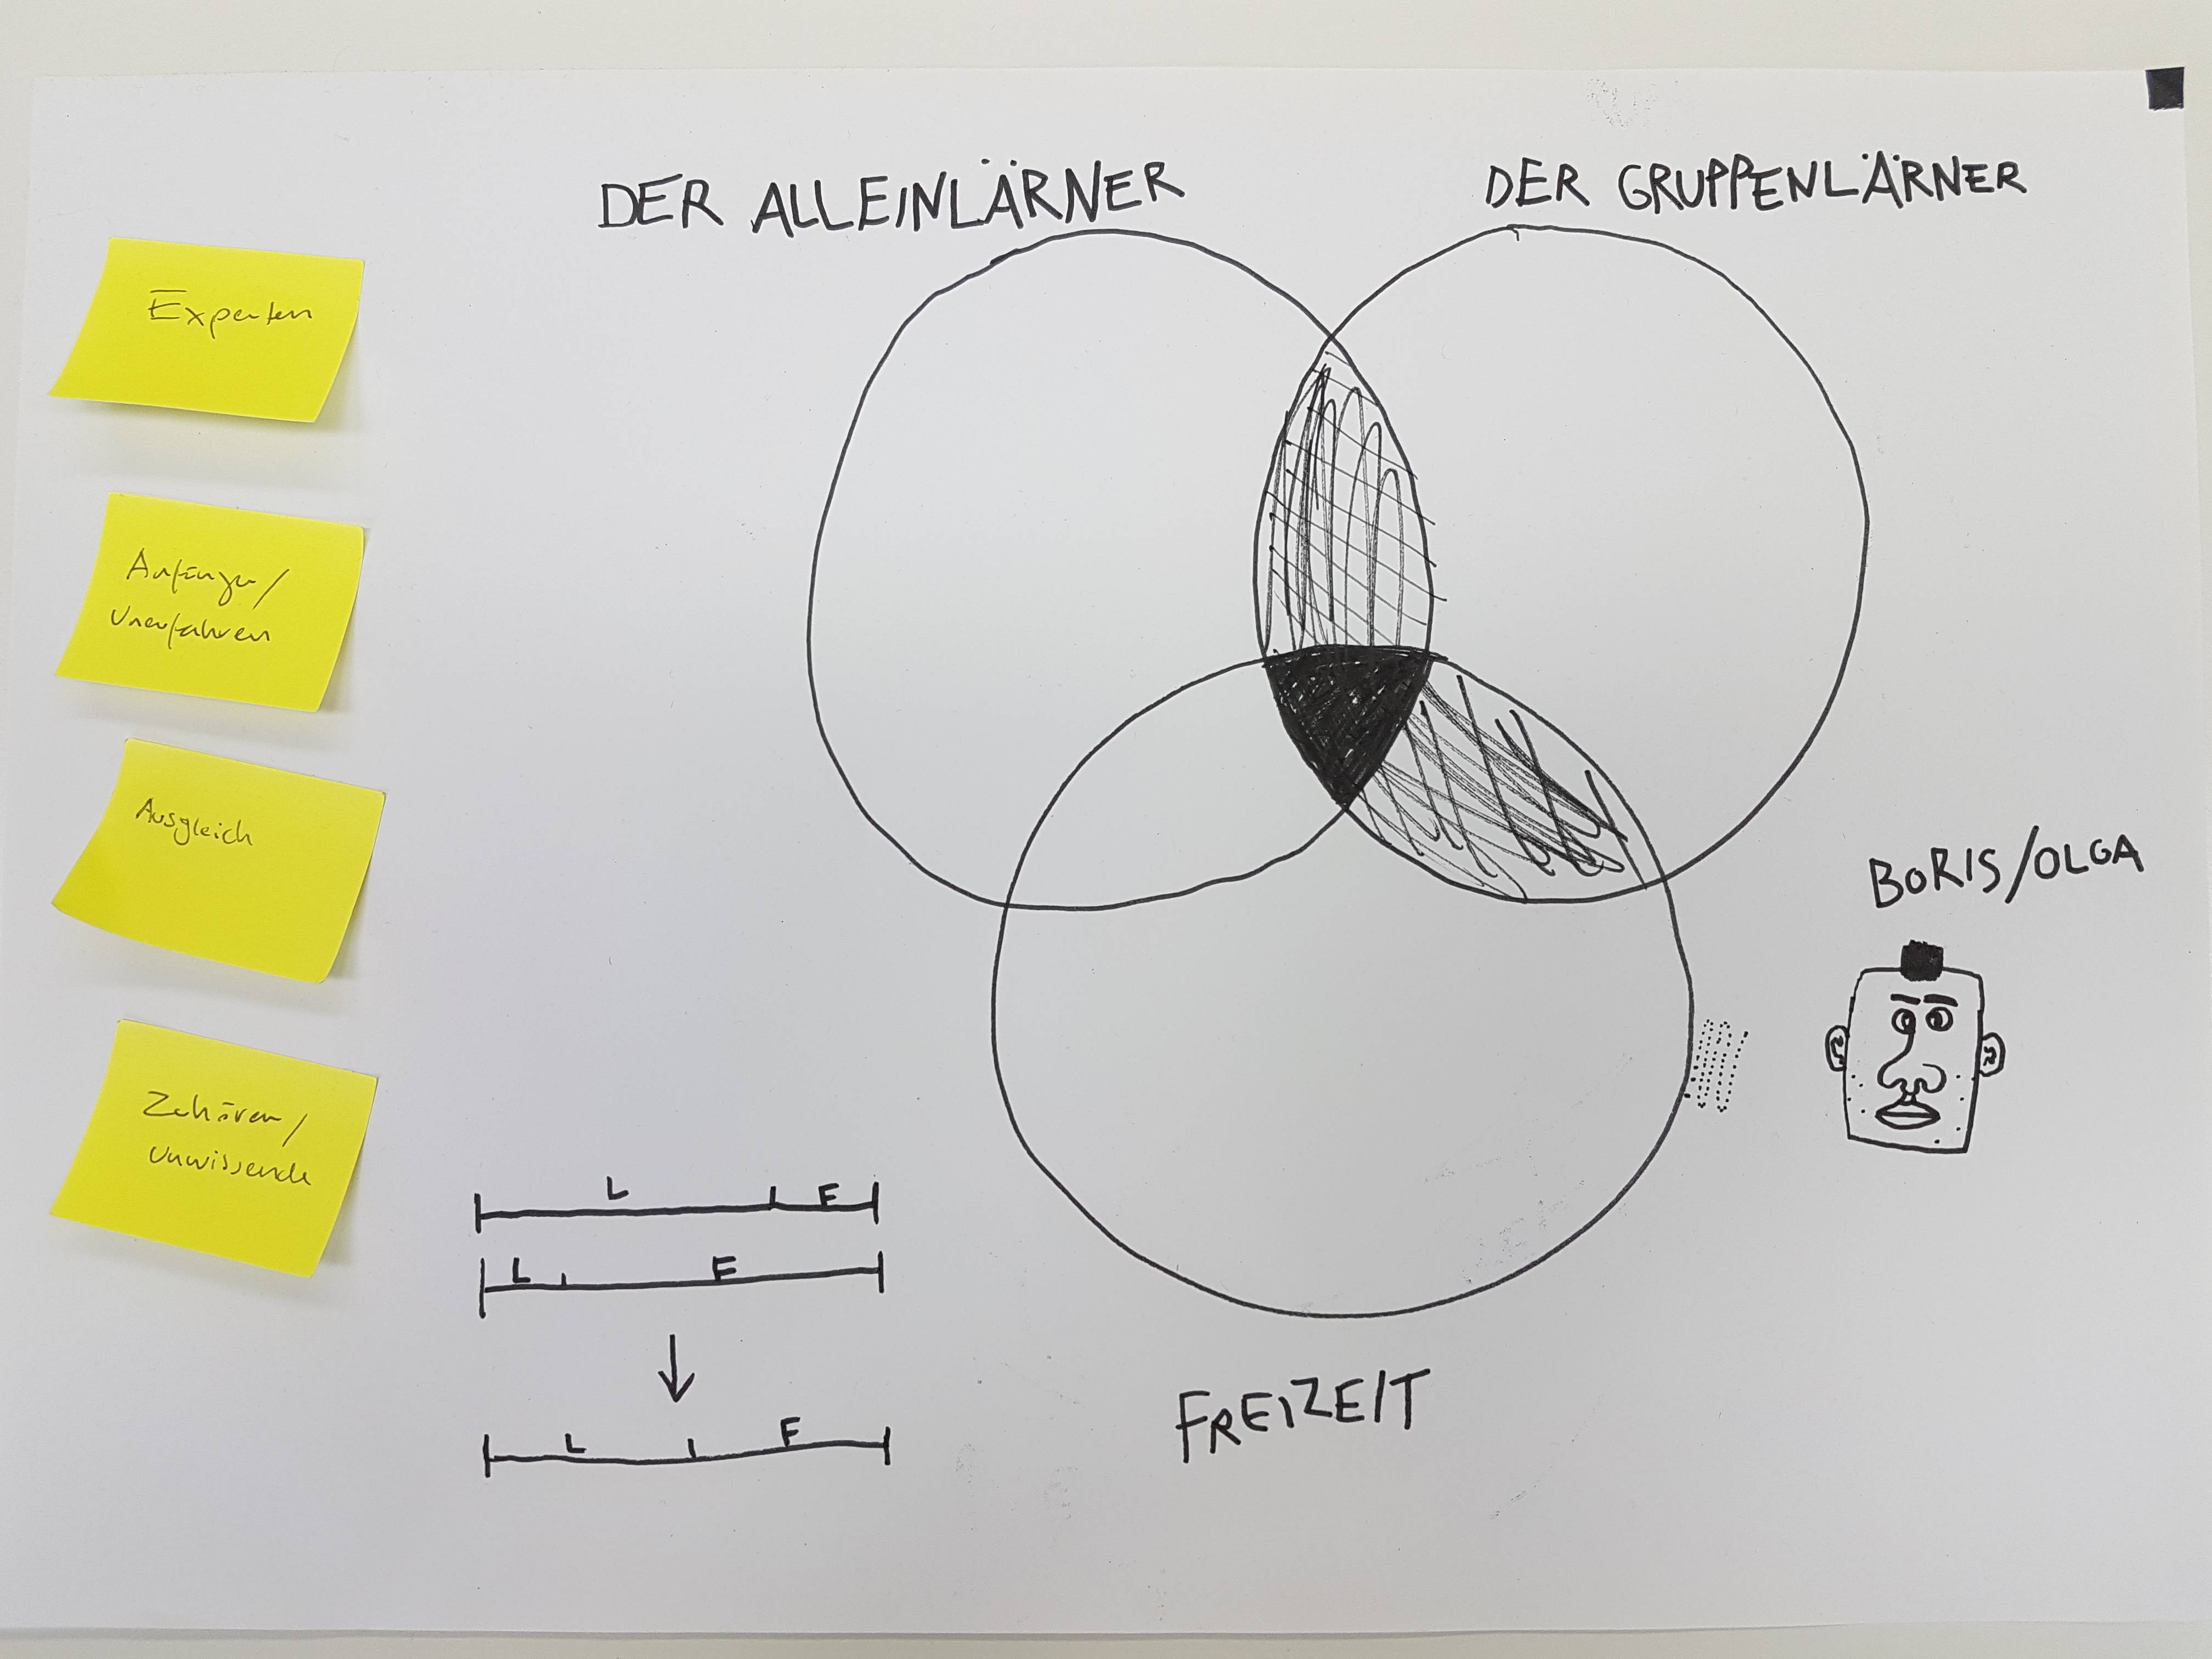 DER ALLEINLÄRNER
DER GRUPPENLÄRNER
Experten
Anfänger/
Unerfahren
Ausgleich
Zuhörer/
Unwissende
BORIS/OLGA
L F
L F
L F
FREIZEIT